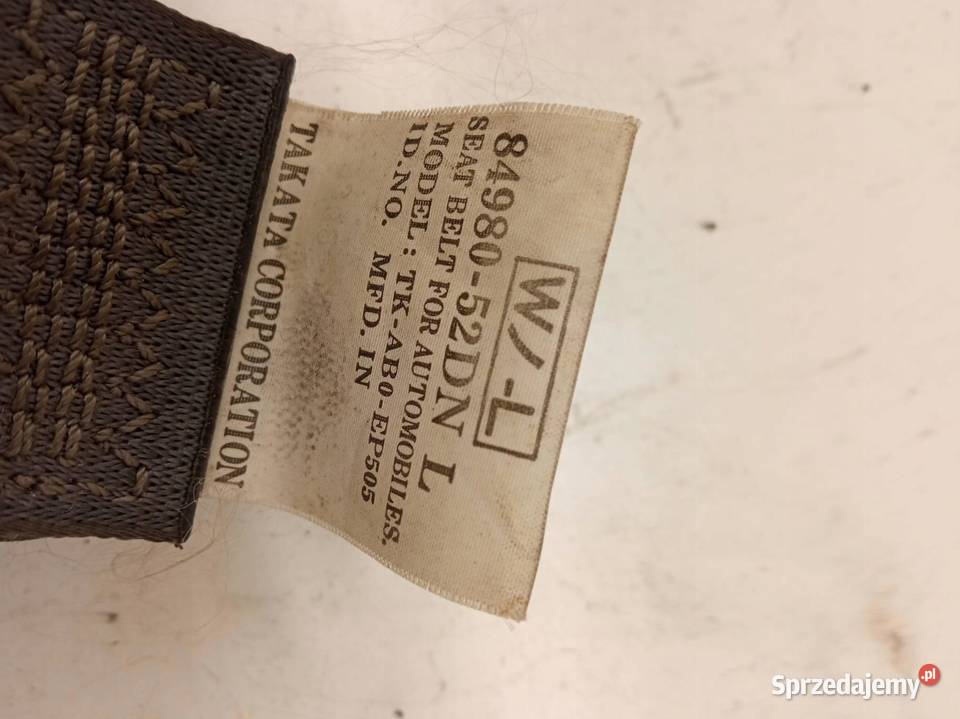 W/-L
84980-52DN L
SEAT BELT FOR AUTOMOBILES.
MODEL: TK-AB0-EP505
ID.NO. MFD. IN
TAKATA CORPORATION
Sprzedajemy.pl